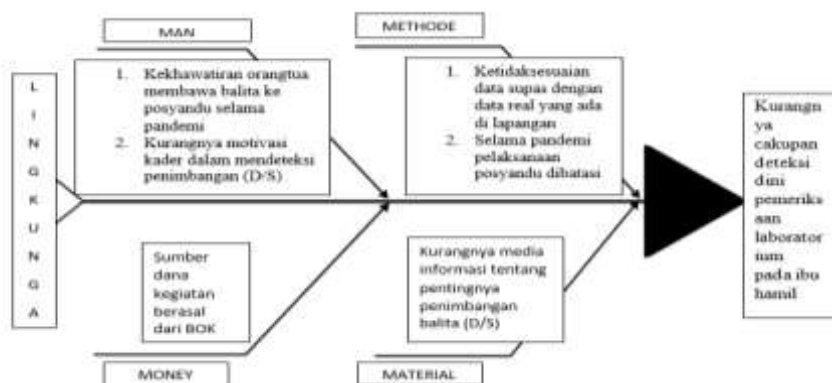 MAN
METHODE
L
I
N
G
K
U
N
G
A
1. Kekhawatiran orangtua
membawa balita ke
posyandu selama
pandemi
2. Kurangnya motivasi
kader dalam mendeteksi
penimbangan (D/S)
1. Ketidaksesuaian
data supas dengan
data real yang ada
di lapangan
2. Selama pandemi
pelaksanaan
posyandu dibatasi
Kurangn
ya
cakupan
deteksi
dini
pemeriks
aan
laborator
ium
pada ibu
hamil
Sumber
dana
kegiatan
berasal
dari BOK
Kurangnya media
informasi tentang
pentingnya
penimbangan
balita (D/S)
MONEY
MATERIAL